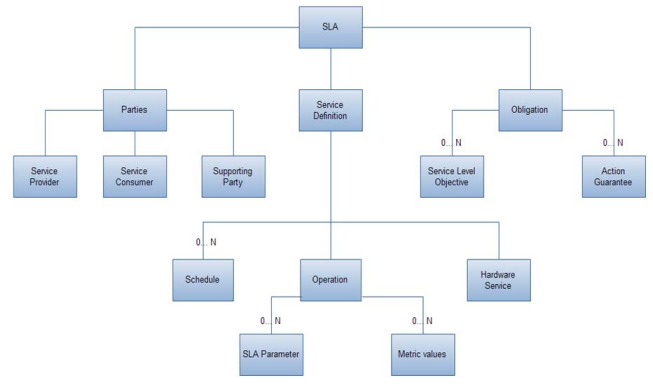 SLA
Parties
Service
Definition
Obligation
0... N
0... N
Service
Provider
Service
Consumer
Supporting
Party
Service Level
Objective
Action
Guarantee
0... N
Schedule
Operation
Hardware
Service
0... N
0... N
SLA Parameter
Metric values